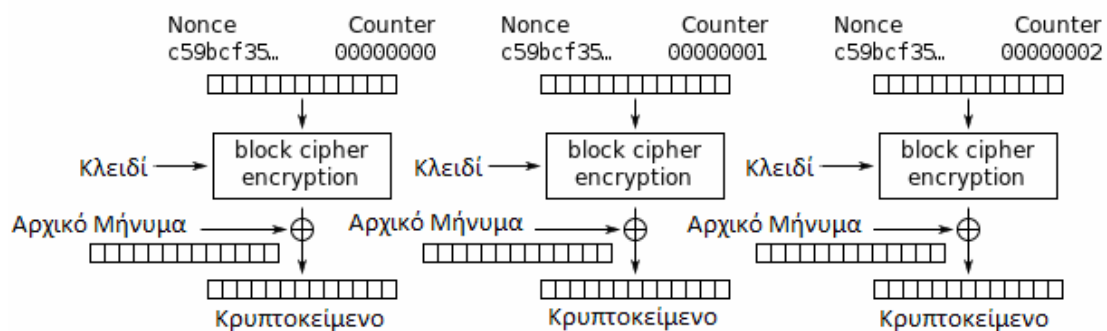 Nonce Counter Nonce Counter Nonce Counter
c59bcf35… 00000000 c59bcf35… 00000001 c59bcf35… 00000002
Κλειδί block cipher encryption Κλειδί block cipher encryption Κλειδί block cipher encryption
Αρχικό Μήνυμα Αρχικό Μήνυμα Αρχικό Μήνυμα
Κρυπτοκείμενο Κρυπτοκείμενο Κρυπτοκείμενο